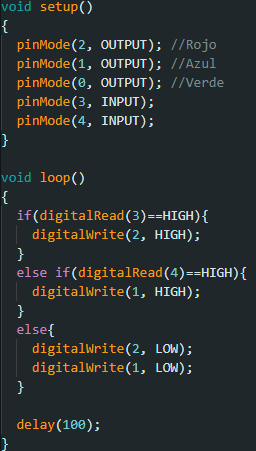 void setup()
{
  pinMode(2, OUTPUT); //Rojo
  pinMode(1, OUTPUT); //Azul
  pinMode(0, OUTPUT); //Verde
  pinMode(3, INPUT);
  pinMode(4, INPUT);
}

void loop()
{
  if(digitalRead(3)==HIGH){
    digitalWrite(2, HIGH);
  }
  else if(digitalRead(4)==HIGH){
    digitalWrite(1, HIGH);
  }
  else{
    digitalWrite(2, LOW);
    digitalWrite(1, LOW);
  }

  delay(100);
}